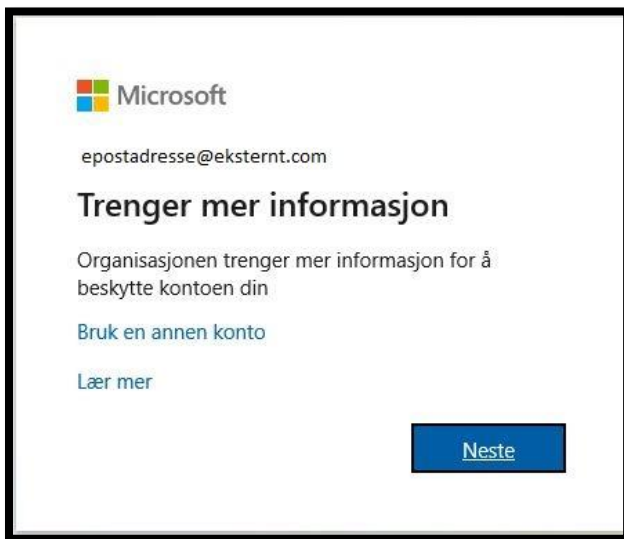 Microsoft
epostadresse@eksternt.com
Trenger mer informasjon
Organisasjonen trenger mer informasjon for å
beskytte kontoen din
Bruk en annen konto
Lær mer
Neste